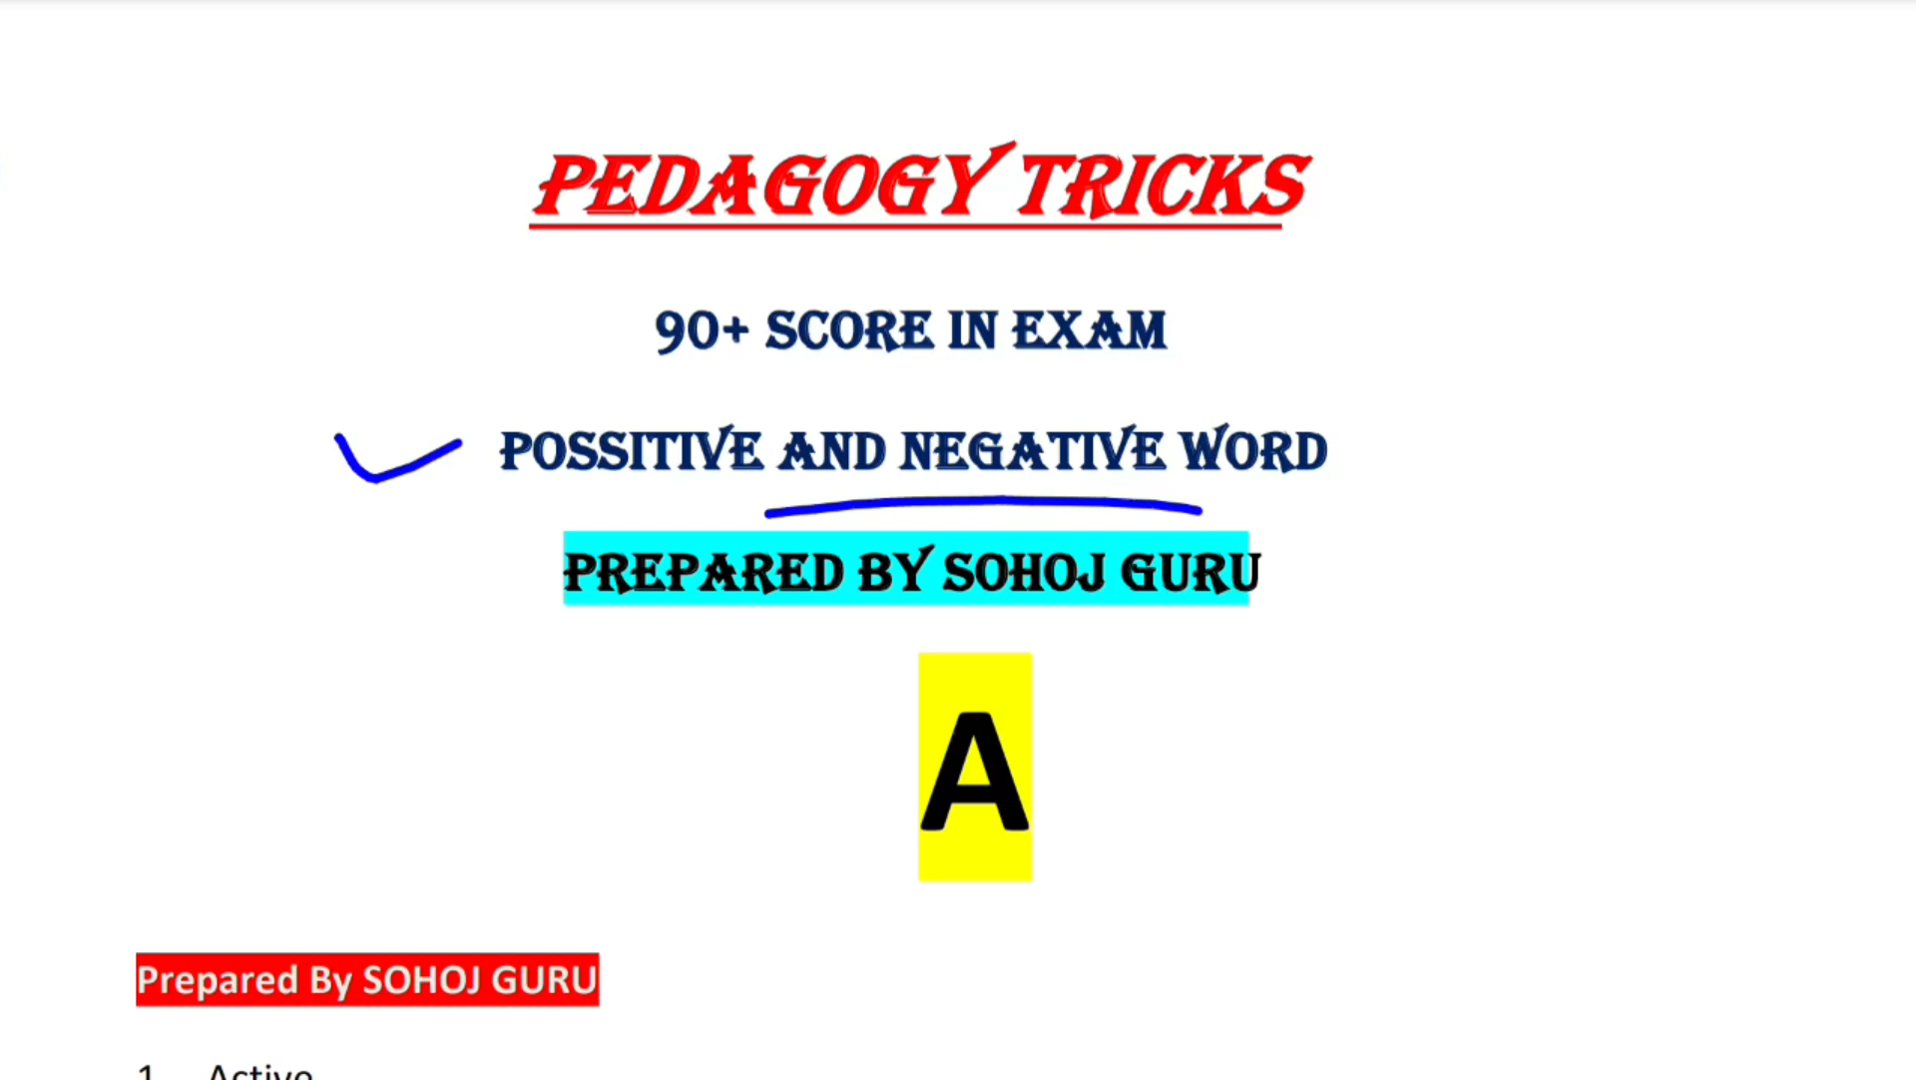 PEDAGOGY TRICKS
90+ SCORE IN EXAM
POSSITIVE AND NEGATIVE WORD
PREPARED BY SOHOJ GURU
A
Prepared By SOHOJ GURU
1. Active